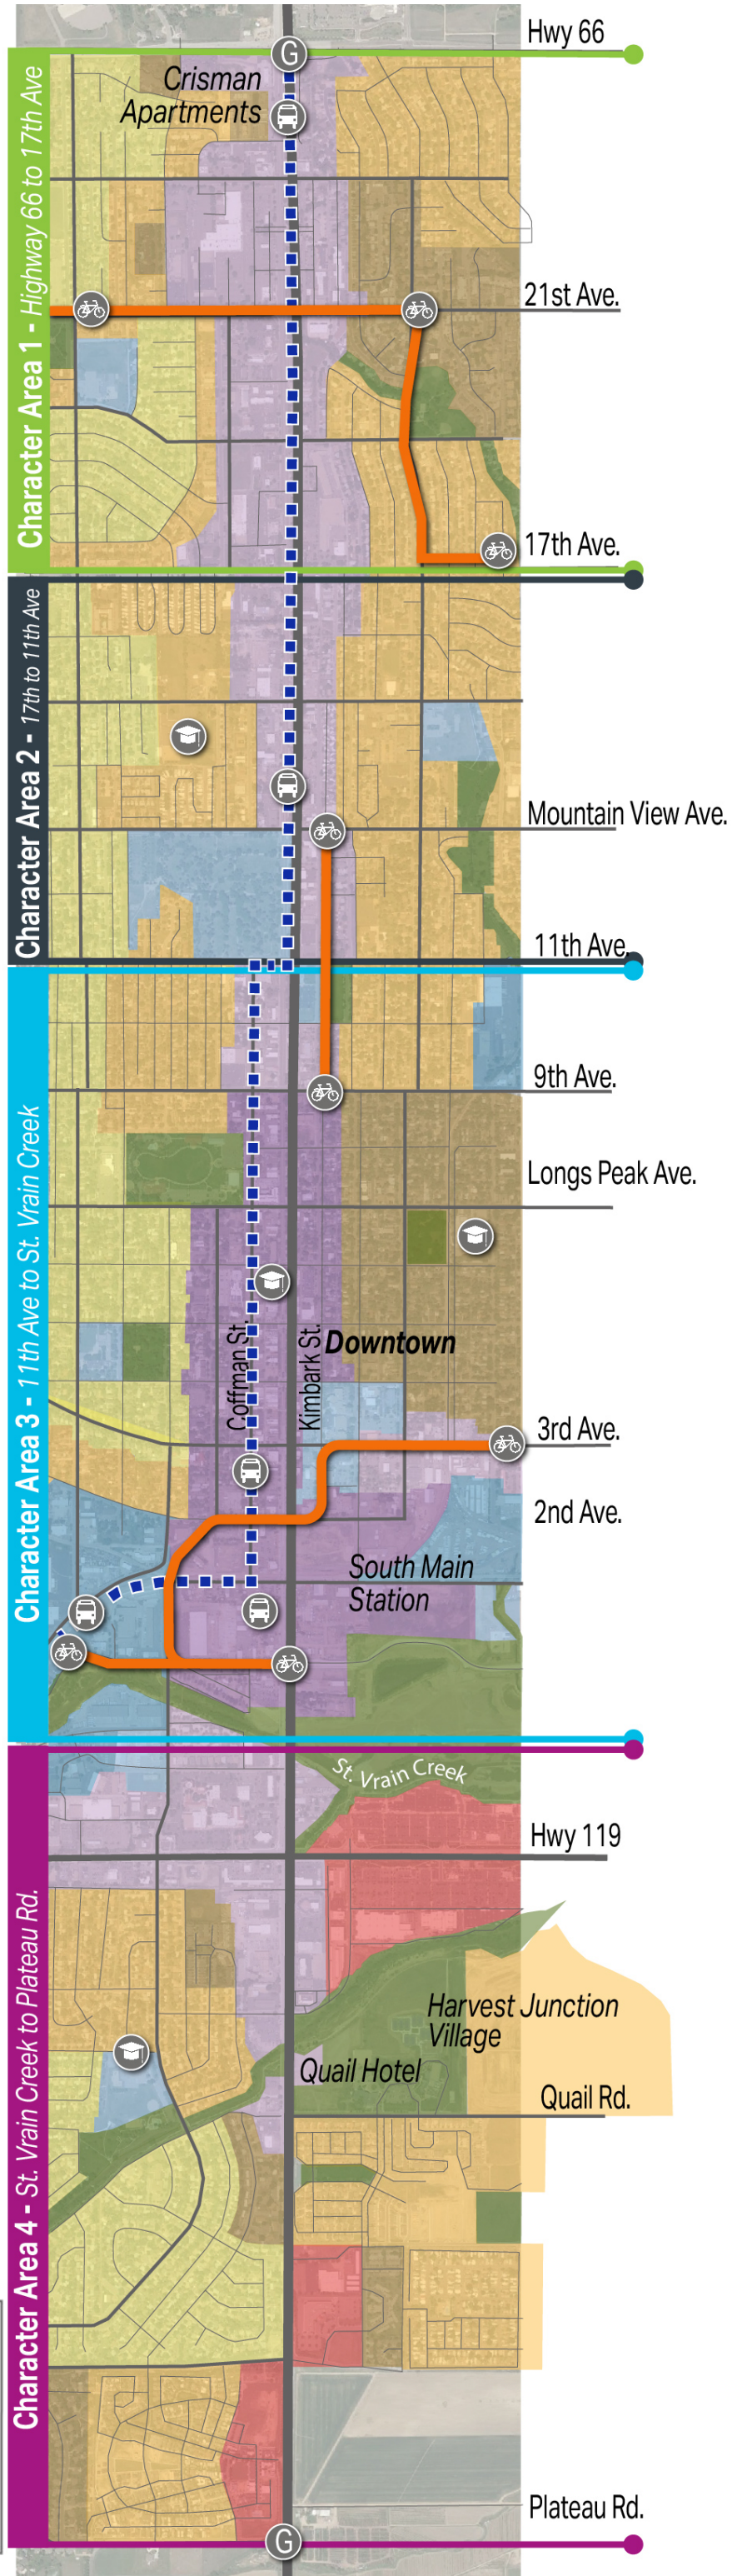 Hwy 66
G
Crisman
Apartments
Character Area 1 - Highway 66 to 17th Ave
21st Ave.
17th Ave.
Character Area 2 - 17th to 11th Ave
Mountain View Ave.
11th Ave.
Character Area 3 - 11th Ave to St. Vrain Creek
9th Ave.
Longs Peak Ave.
Coffman St.
Kimbark St.
Downtown
3rd Ave.
2nd Ave.
South Main
Station
Character Area 4 - St. Vrain Creek to Plateau Rd.
St. Vrain Creek
Hwy 119
Harvest Junction
Village
Quail Hotel
Quail Rd.
Plateau Rd.
G